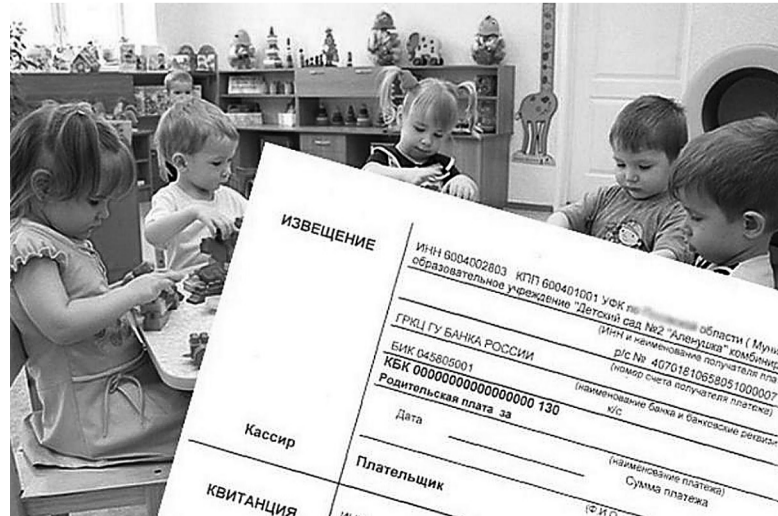 ИЗВЕЩЕНИЕ
ИНН 6004002803 КПП 600401001 УФК по области ( Муни
образовательное учреждение "Детский сад №2 "Аленушка" комбинир
(ИНН и наименование получателя пла
р/с № 40701810658051000007
(номер счета получателя платежа)
ГРКЦ ГУ БАНКА РОССИИ
(наименование банка и банковские реквизи
БИК 045805001
к/с
КБК 00000000000000000 130
Родительская плата за
(наименование платежа)
Дата
Сумма платежа
Кассир
Плательщик
(Ф.И.О
КВИТАНЦИЯ